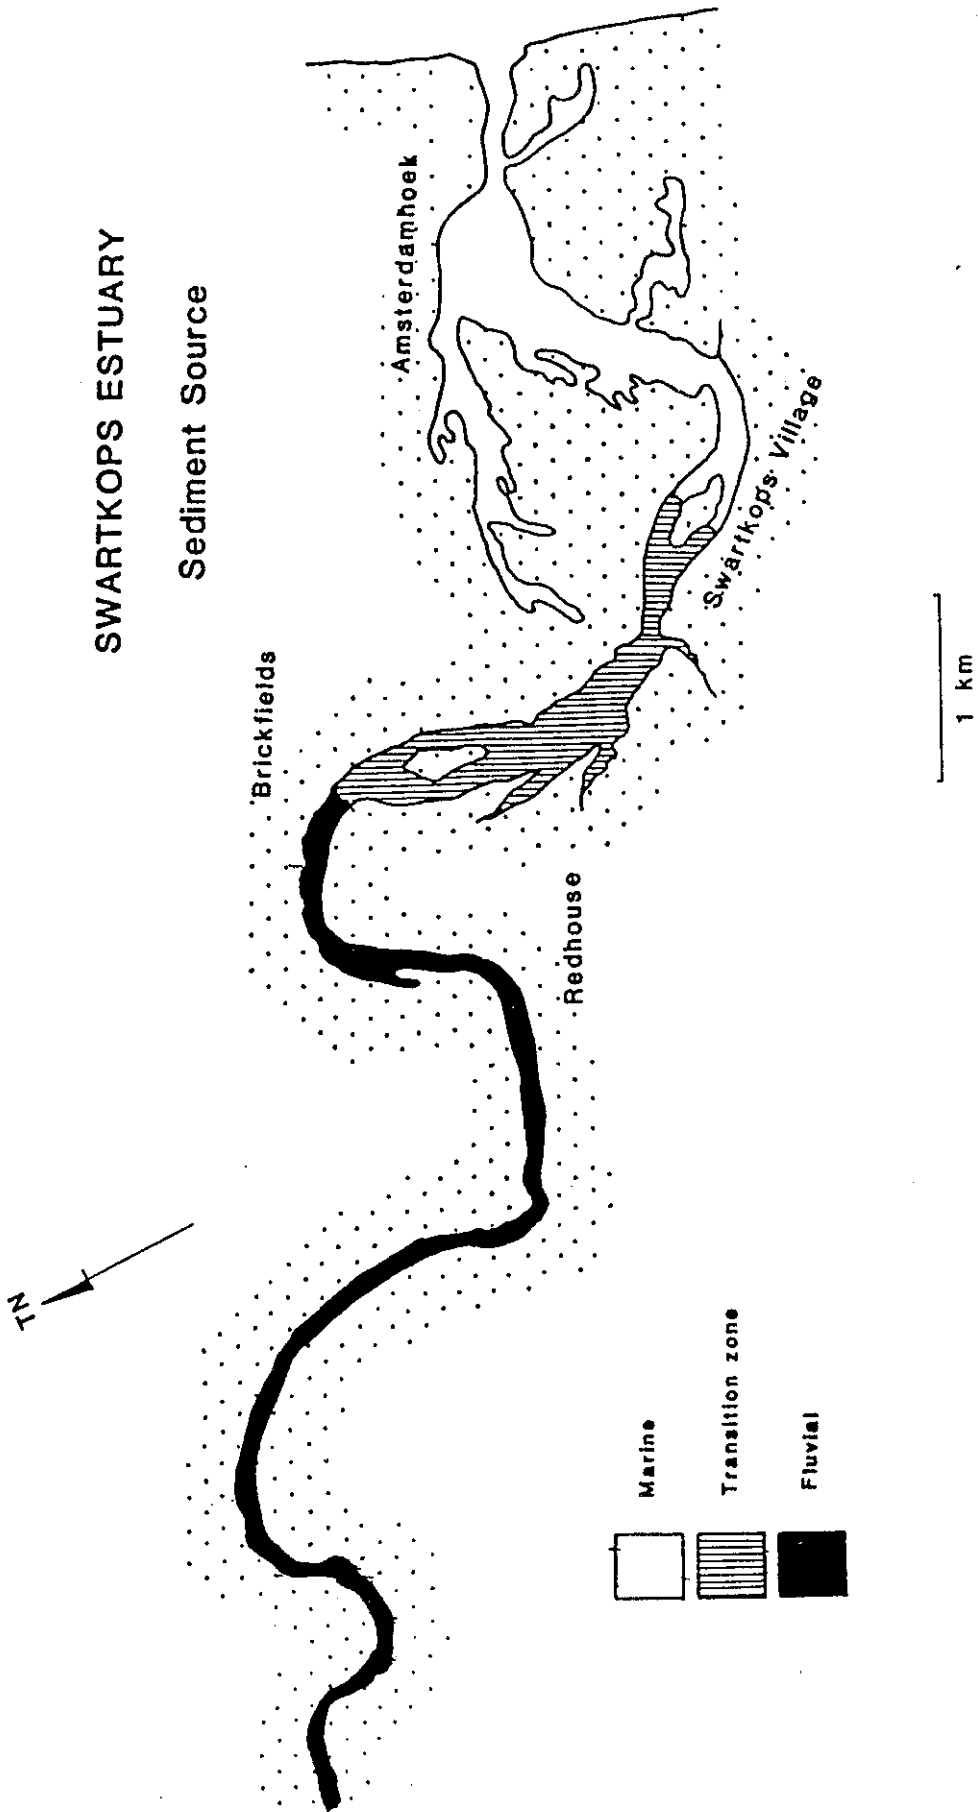 SWARTKOPS ESTUARY
Sediment Source
Amsterdamhoek
Brickfields
Swartkops Village
Redhouse
TN
1 km
Marine
Transition zone
Fluvial